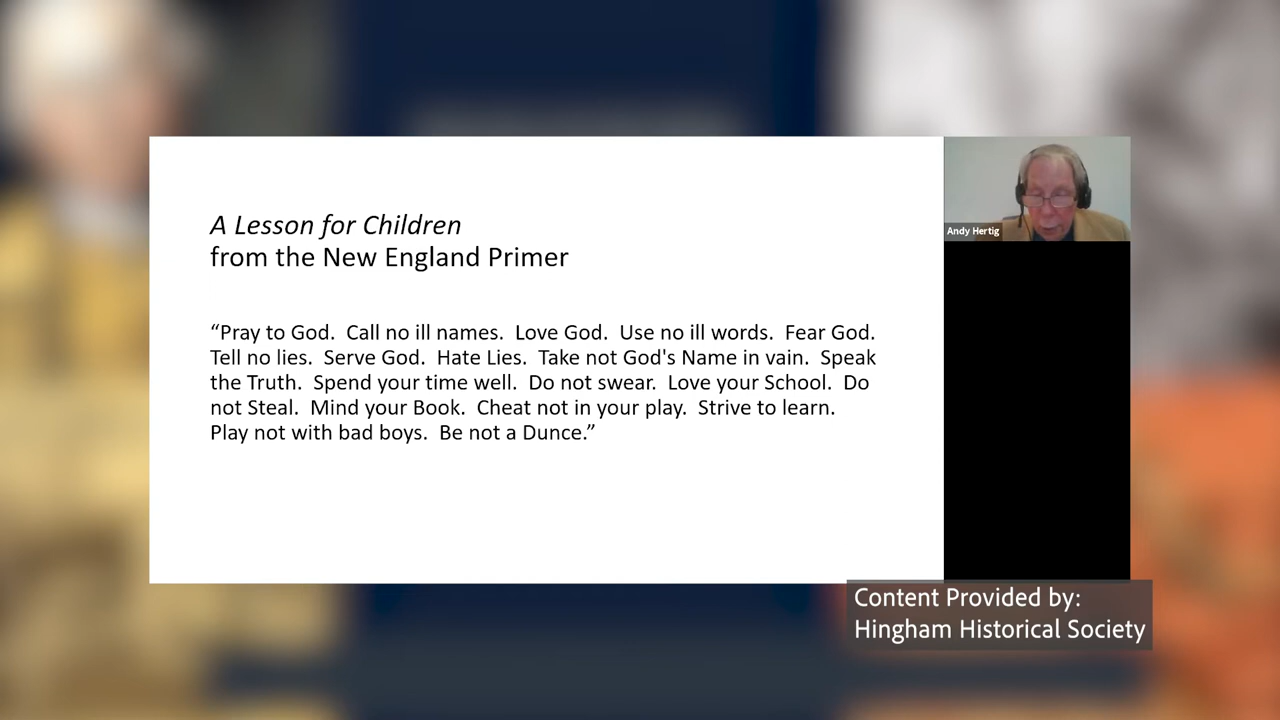 A Lesson for Children
from the New England Primer
“Pray to God.  Call no ill names.  Love God.  Use no ill words.  Fear God.
Tell no lies.  Serve God.  Hate Lies.  Take not God's Name in vain.  Speak
the Truth.  Spend your time well.  Do not swear.  Love your School.  Do
not Steal.  Mind your Book.  Cheat not in your play.  Strive to learn.
Play not with bad boys.  Be not a Dunce.”
Andy Hertig
Content Provided by:
Hingham Historical Society